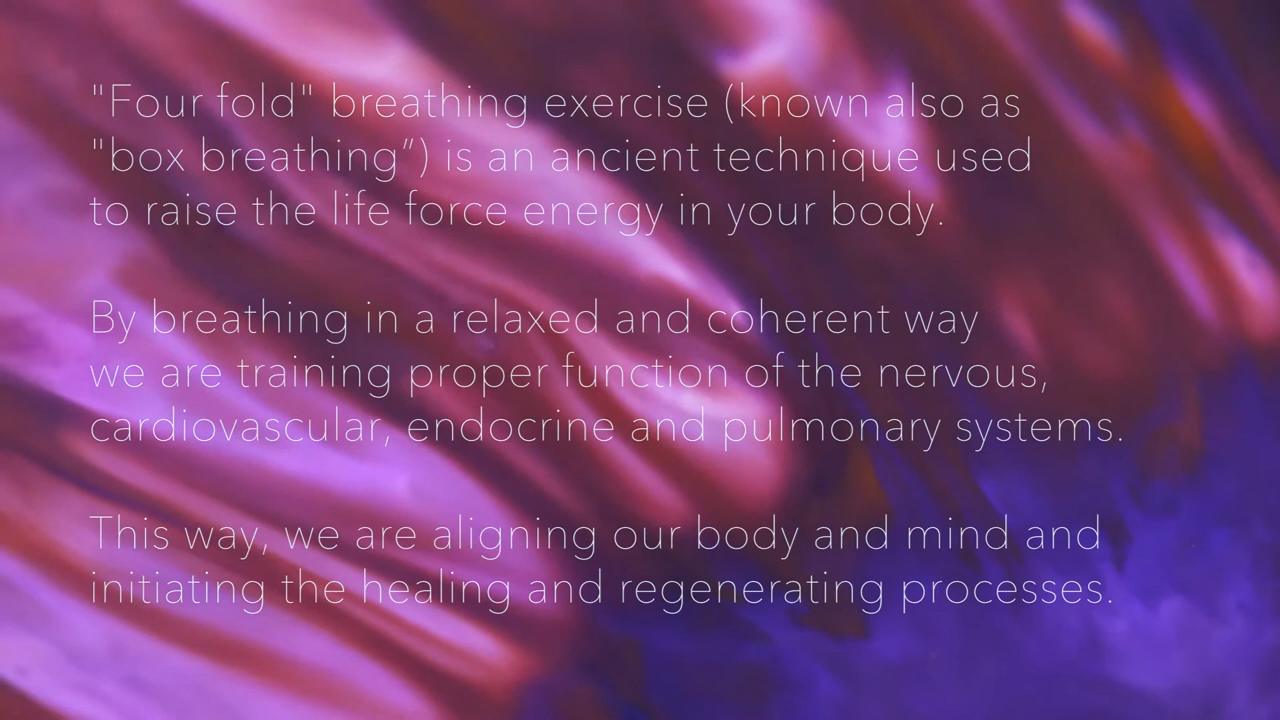 "Four fold" breathing exercise (known also as
"box breathing”) is an ancient technique used
to raise the life force energy in your body.
By breathing in a relaxed and coherent way
we are training proper function of the nervous,
cardiovascular, endocrine and pulmonary systems.
This way, we are aligning our body and mind and
initiating the healing and regenerating processes.